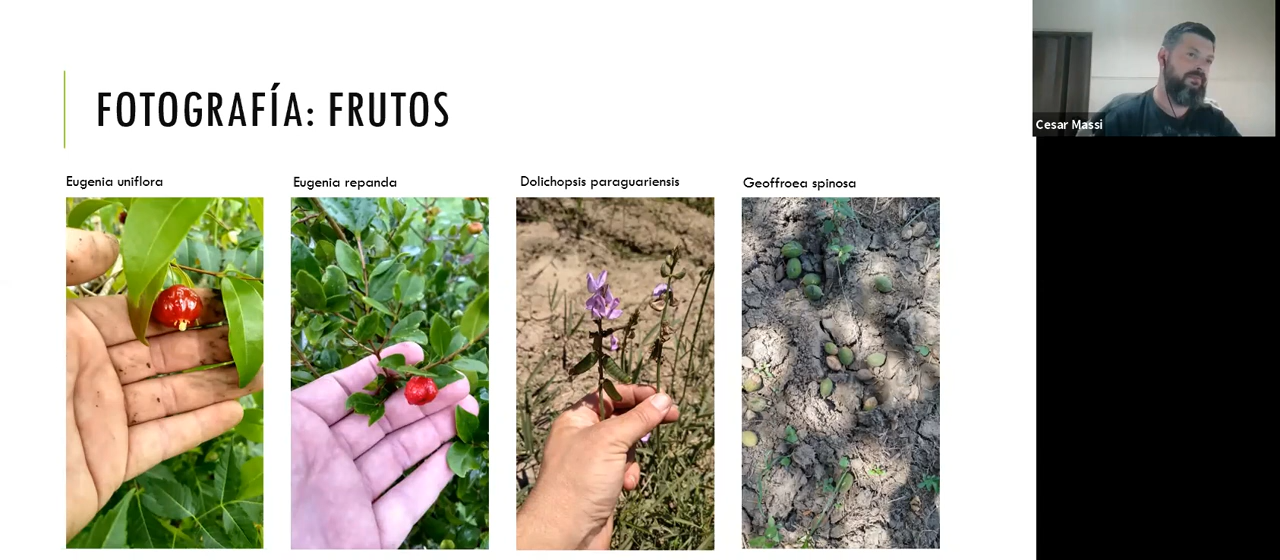 FOTOGRAFÍA: FRUTOS
Eugenia uniflora
Eugenia repanda
Dolichopsis paraguariensis
Geoffroea spinosa
Cesar Massi